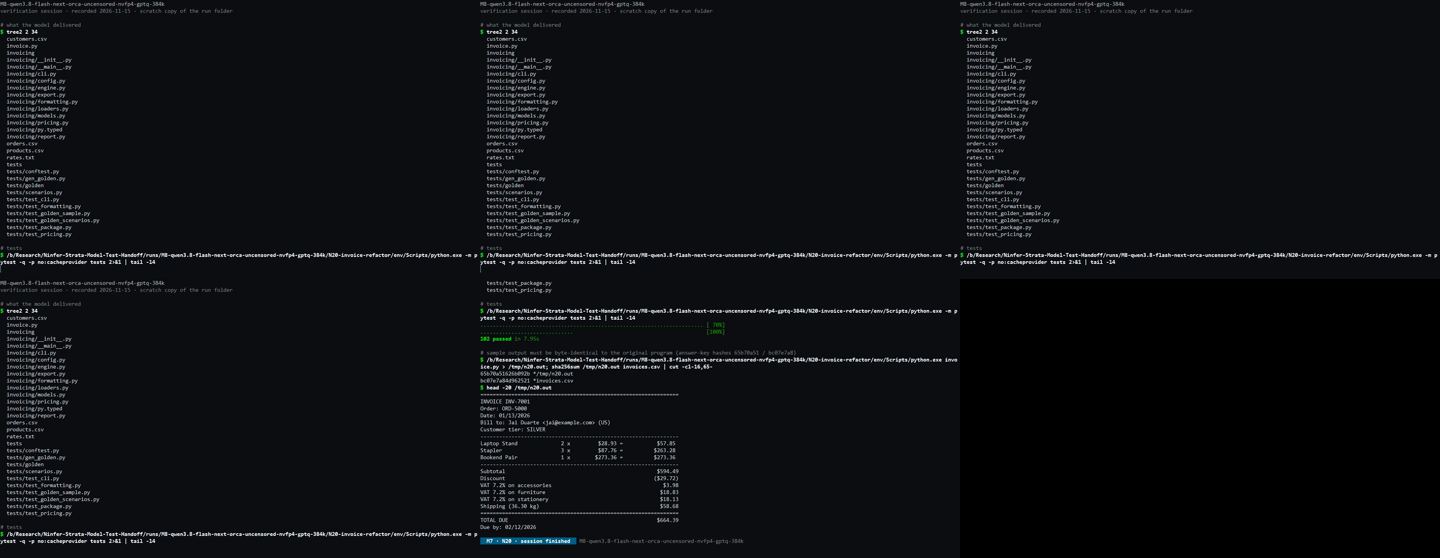 M8-qwen3.8-flash-next-orca-uncensored-nvfp4-gptq-384k
verification session - recorded 2026-11-15 - scratch copy of the run folder
# what the model delivered
$ tree2 2 34
customers.csv
invoice.py
invoicing
invoicing/__init__.py
invoicing/__main__.py
invoicing/cli.py
invoicing/config.py
invoicing/engine.py
invoicing/export.py
invoicing/formatting.py
invoicing/loaders.py
invoicing/models.py
invoicing/pricing.py
invoicing/py.typed
invoicing/report.py
orders.csv
products.csv
rates.txt
tests
tests/conftest.py
tests/gen_golden.py
tests/golden
tests/scenarios.py
tests/test_cli.py
tests/test_formatting.py
tests/test_golden_sample.py
tests/test_golden_scenarios.py
tests/test_package.py
tests/test_pricing.py
# tests
$ /b/Research/Ninfer-Strata-Model-Test-Handoff/runs/M8-qwen3.8-flash-next-orca-uncensored-nvfp4-gptq-384k/N20-invoice-refactor/env/Scripts/python.exe -m p
ytest -q -p no:cacheprovider tests 2>&1 | tail -14
M8-qwen3.8-flash-next-orca-uncensored-nvfp4-gptq-384k
verification session - recorded 2026-11-15 - scratch copy of the run folder
# what the model delivered
$ tree2 2 34
customers.csv
invoice.py
invoicing
invoicing/__init__.py
invoicing/__main__.py
invoicing/cli.py
invoicing/config.py
invoicing/engine.py
invoicing/export.py
invoicing/formatting.py
invoicing/loaders.py
invoicing/models.py
invoicing/pricing.py
invoicing/py.typed
invoicing/report.py
orders.csv
products.csv
rates.txt
tests
tests/conftest.py
tests/gen_golden.py
tests/golden
tests/scenarios.py
tests/test_cli.py
tests/test_formatting.py
tests/test_golden_sample.py
tests/test_golden_scenarios.py
tests/test_package.py
tests/test_pricing.py
# tests
$ /b/Research/Ninfer-Strata-Model-Test-Handoff/runs/M8-qwen3.8-flash-next-orca-uncensored-nvfp4-gptq-384k/N20-invoice-refactor/env/Scripts/python.exe -m p
ytest -q -p no:cacheprovider tests 2>&1 | tail -14
M8-qwen3.8-flash-next-orca-uncensored-nvfp4-gptq-384k
verification session - recorded 2026-11-15 - scratch copy of the run folder
# what the model delivered
$ tree2 2 34
customers.csv
invoice.py
invoicing
invoicing/__init__.py
invoicing/__main__.py
invoicing/cli.py
invoicing/config.py
invoicing/engine.py
invoicing/export.py
invoicing/formatting.py
invoicing/loaders.py
invoicing/models.py
invoicing/pricing.py
invoicing/py.typed
invoicing/report.py
orders.csv
products.csv
rates.txt
tests
tests/conftest.py
tests/gen_golden.py
tests/golden
tests/scenarios.py
tests/test_cli.py
tests/test_formatting.py
tests/test_golden_sample.py
tests/test_golden_scenarios.py
tests/test_package.py
tests/test_pricing.py
# tests
$ /b/Research/Ninfer-Strata-Model-Test-Handoff/runs/M8-qwen3.8-flash-next-orca-uncensored-nvfp4-gptq-384k/N20-invoice-refactor/env/Scripts/python.exe -m p
ytest -q -p no:cacheprovider tests 2>&1 | tail -14
M8-qwen3.8-flash-next-orca-uncensored-nvfp4-gptq-384k
verification session - recorded 2026-11-15 - scratch copy of the run folder
# what the model delivered
$ tree2 2 34
customers.csv
invoice.py
invoicing
invoicing/__init__.py
invoicing/__main__.py
invoicing/cli.py
invoicing/config.py
invoicing/engine.py
invoicing/export.py
invoicing/formatting.py
invoicing/loaders.py
invoicing/models.py
invoicing/pricing.py
invoicing/py.typed
invoicing/report.py
orders.csv
products.csv
rates.txt
tests
tests/conftest.py
tests/gen_golden.py
tests/golden
tests/scenarios.py
tests/test_cli.py
tests/test_formatting.py
tests/test_golden_sample.py
tests/test_golden_scenarios.py
tests/test_package.py
tests/test_pricing.py
# tests
$ /b/Research/Ninfer-Strata-Model-Test-Handoff/runs/M8-qwen3.8-flash-next-orca-uncensored-nvfp4-gptq-384k/N20-invoice-refactor/env/Scripts/python.exe -m p
ytest -q -p no:cacheprovider tests 2>&1 | tail -14
tests/test_package.py
tests/test_pricing.py
# tests
$ /b/Research/Ninfer-Strata-Model-Test-Handoff/runs/M8-qwen3.8-flash-next-orca-uncensored-nvfp4-gptq-384k/N20-invoice-refactor/env/Scripts/python.exe -m p
ytest -q -p no:cacheprovider tests 2>&1 | tail -14
[ 70%]
[100%]
102 passed in 7.95s
# sample output must be byte-identical to the original program (answer-key hashes 65b70a51 / bc07e7a8)
$ /b/Research/Ninfer-Strata-Model-Test-Handoff/runs/M8-qwen3.8-flash-next-orca-uncensored-nvfp4-gptq-384k/N20-invoice-refactor/env/Scripts/python.exe invo
ice.py > /tmp/n20.out; sha256sum /tmp/n20.out invoices.csv | cut -c1-16,65-
65b70a51626b092b */tmp/n20.out
bc07e7a84d962521 *invoices.csv
$ head -20 /tmp/n20.out
INVOICE INV-7001
Order: ORD-5000
Date: 01/13/2026
Bill to: Jai Duarte <jai@example.com> (US)
Customer tier: SILVER
Laptop Stand 2 x $28.93 = $57.85
Stapler 3 x $87.76 = $263.28
Bookend Pair 1 x $273.36 = $273.36
Subtotal $594.49
Discount ($29.72)
VAT 7.2% on accessories $3.98
VAT 7.2% on furniture $18.83
VAT 7.2% on stationery $18.13
Shipping (36.30 kg) $58.68
TOTAL DUE $664.39
Due by: 02/12/2026
M7 · N20 · session finished M8-qwen3.8-flash-next-orca-uncensored-nvfp4-gptq-384k